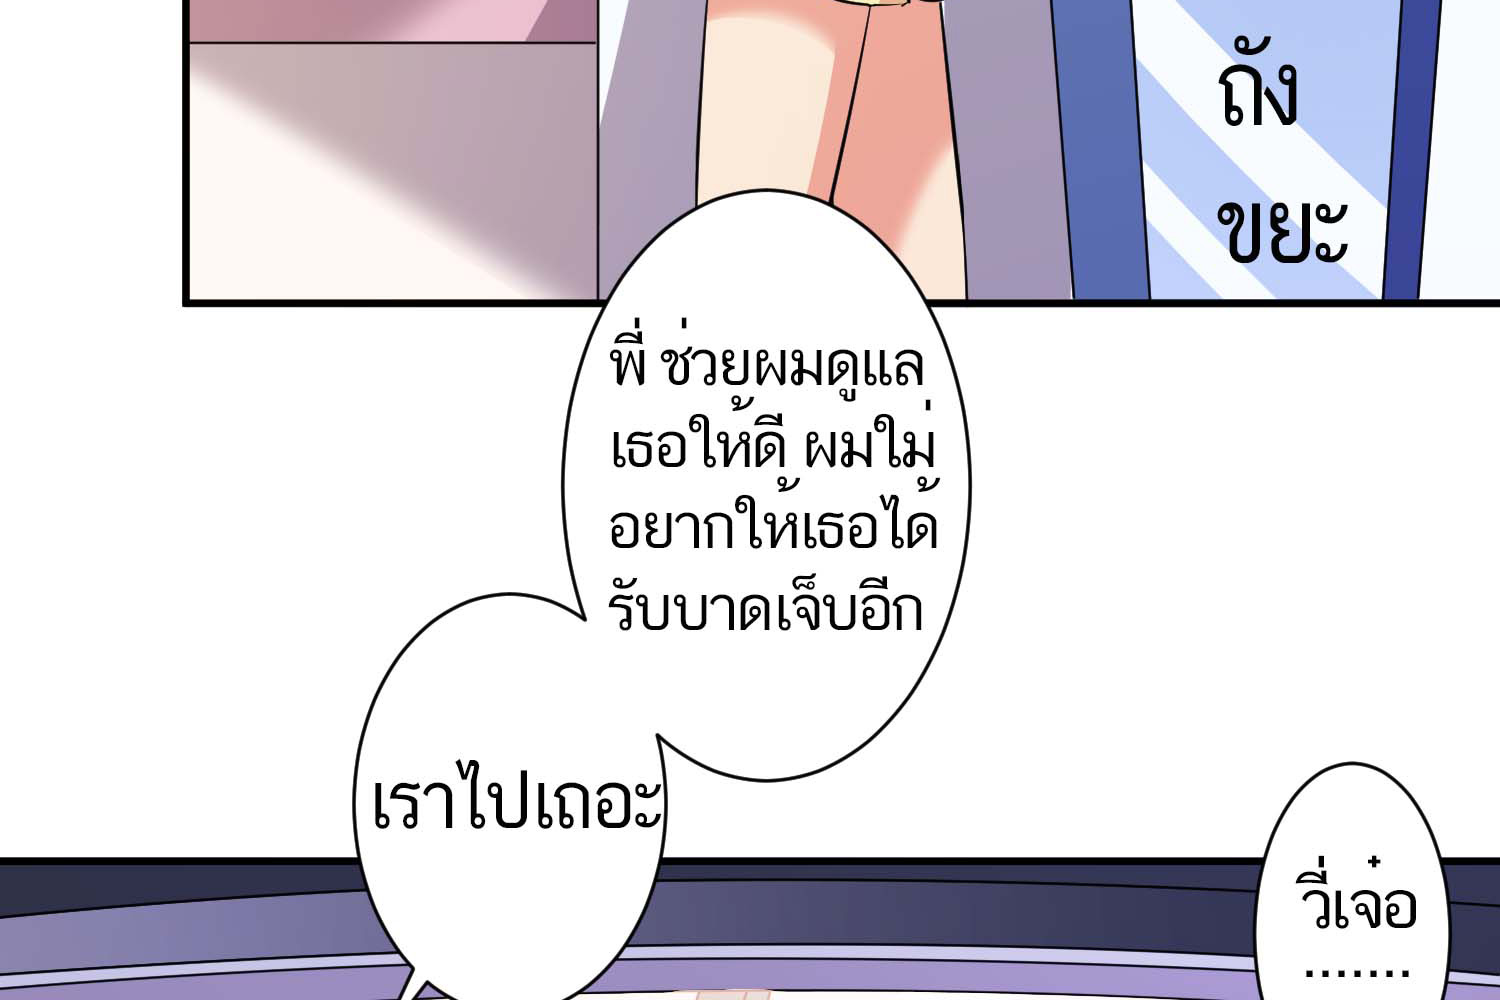 ถัง
ขยะ
พี่ ช่วยผมดูแล
เธอให้ดี ผมไม่
อยากให้เธอได้
รับบาดเจ็บอีก
เราไปเถอะ
วี่เจ๋อ
.......